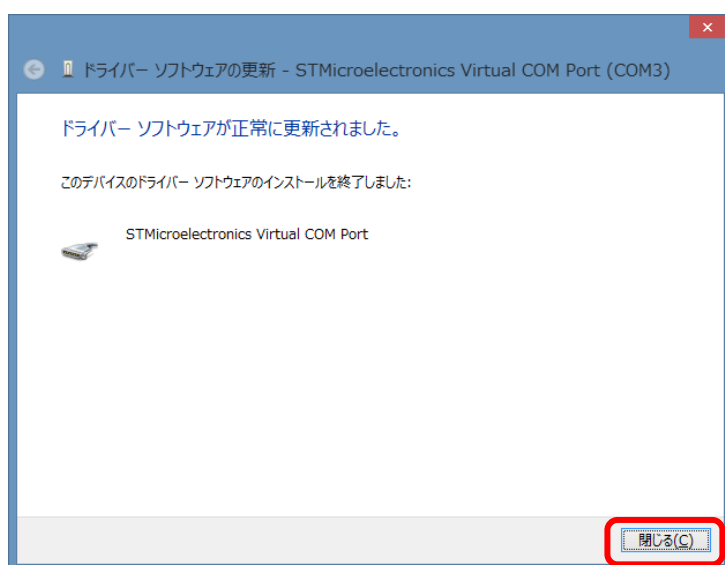 ドライバー ソフトウェアの更新 - STMicroelectronics Virtual COM Port (COM3)
ドライバー ソフトウェアが正常に更新されました。
このデバイスのドライバー ソフトウェアのインストールを終了しました:
STMicroelectronics Virtual COM Port
閉じる(C)